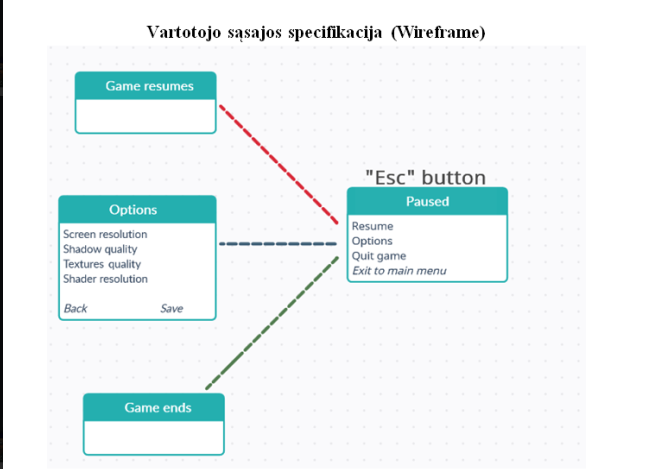 Vartotojo sąsajos specifikacija (Wireframe)
Game resumes
"Esc" button
Paused
Resume
Options
Quit game
Exit to main menu
Options
Screen resolution
Shadow quality
Textures quality
Shader resolution
Back Save
Game ends